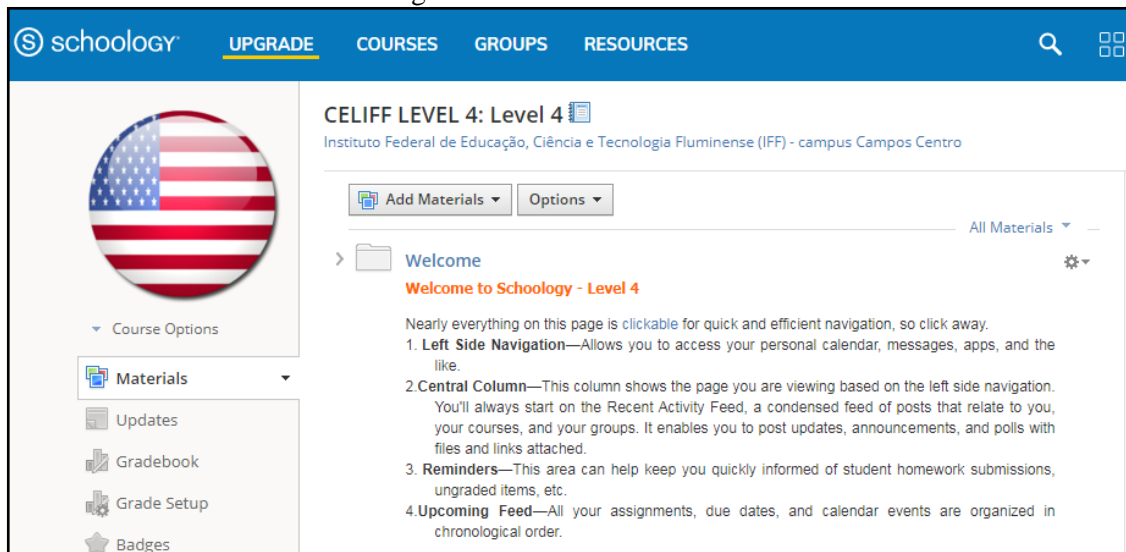 schoology UPGRADE COURSES GROUPS RESOURCES
CELIFF LEVEL 4: Level 4
Instituto Federal de Educação, Ciência e Tecnologia Fluminense (IFF) - campus Campos Centro
Add Materials Options
All Materials
Welcome
Welcome to Schoology - Level 4
Nearly everything on this page is clickable for quick and efficient navigation, so click away.
1. Left Side Navigation—Allows you to access your personal calendar, messages, apps, and the
like.
2.Central Column—This column shows the page you are viewing based on the left side navigation.
You'll always start on the Recent Activity Feed, a condensed feed of posts that relate to you,
your courses, and your groups. It enables you to post updates, announcements, and polls with
files and links attached.
3. Reminders—This area can help keep you quickly informed of student homework submissions,
ungraded items, etc.
4.Upcoming Feed—All your assignments, due dates, and calendar events are organized in
chronological order.
Course Options
Materials
Updates
Gradebook
Grade Setup
Badges